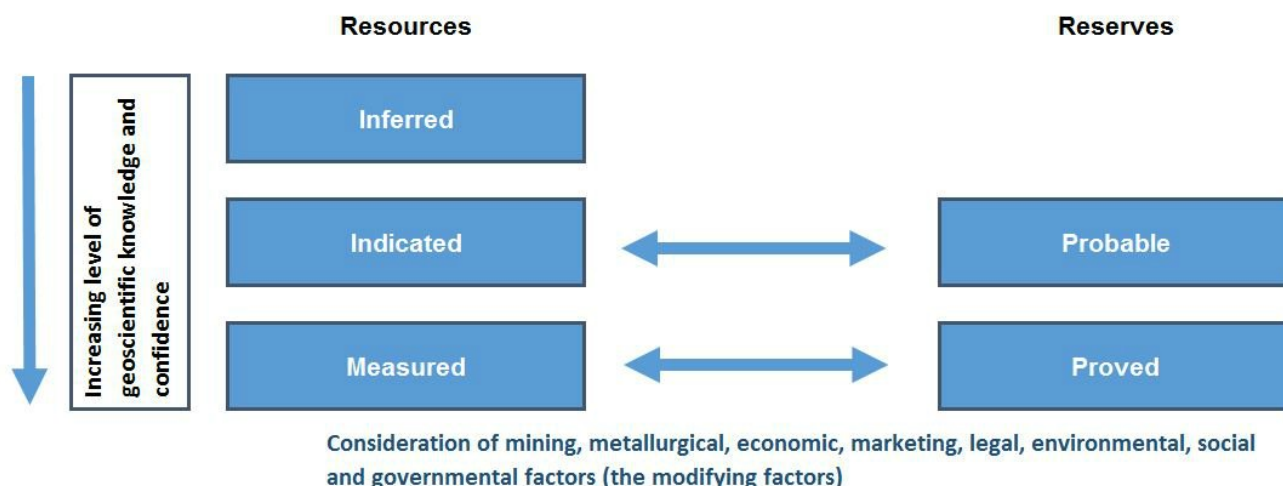 Resources
Reserves
Increasing level of
geoscientific knowledge and
confidence
Inferred
Indicated
Probable
Measured
Proved
Consideration of mining, metallurgical, economic, marketing, legal, environmental, social
and governmental factors (the modifying factors)